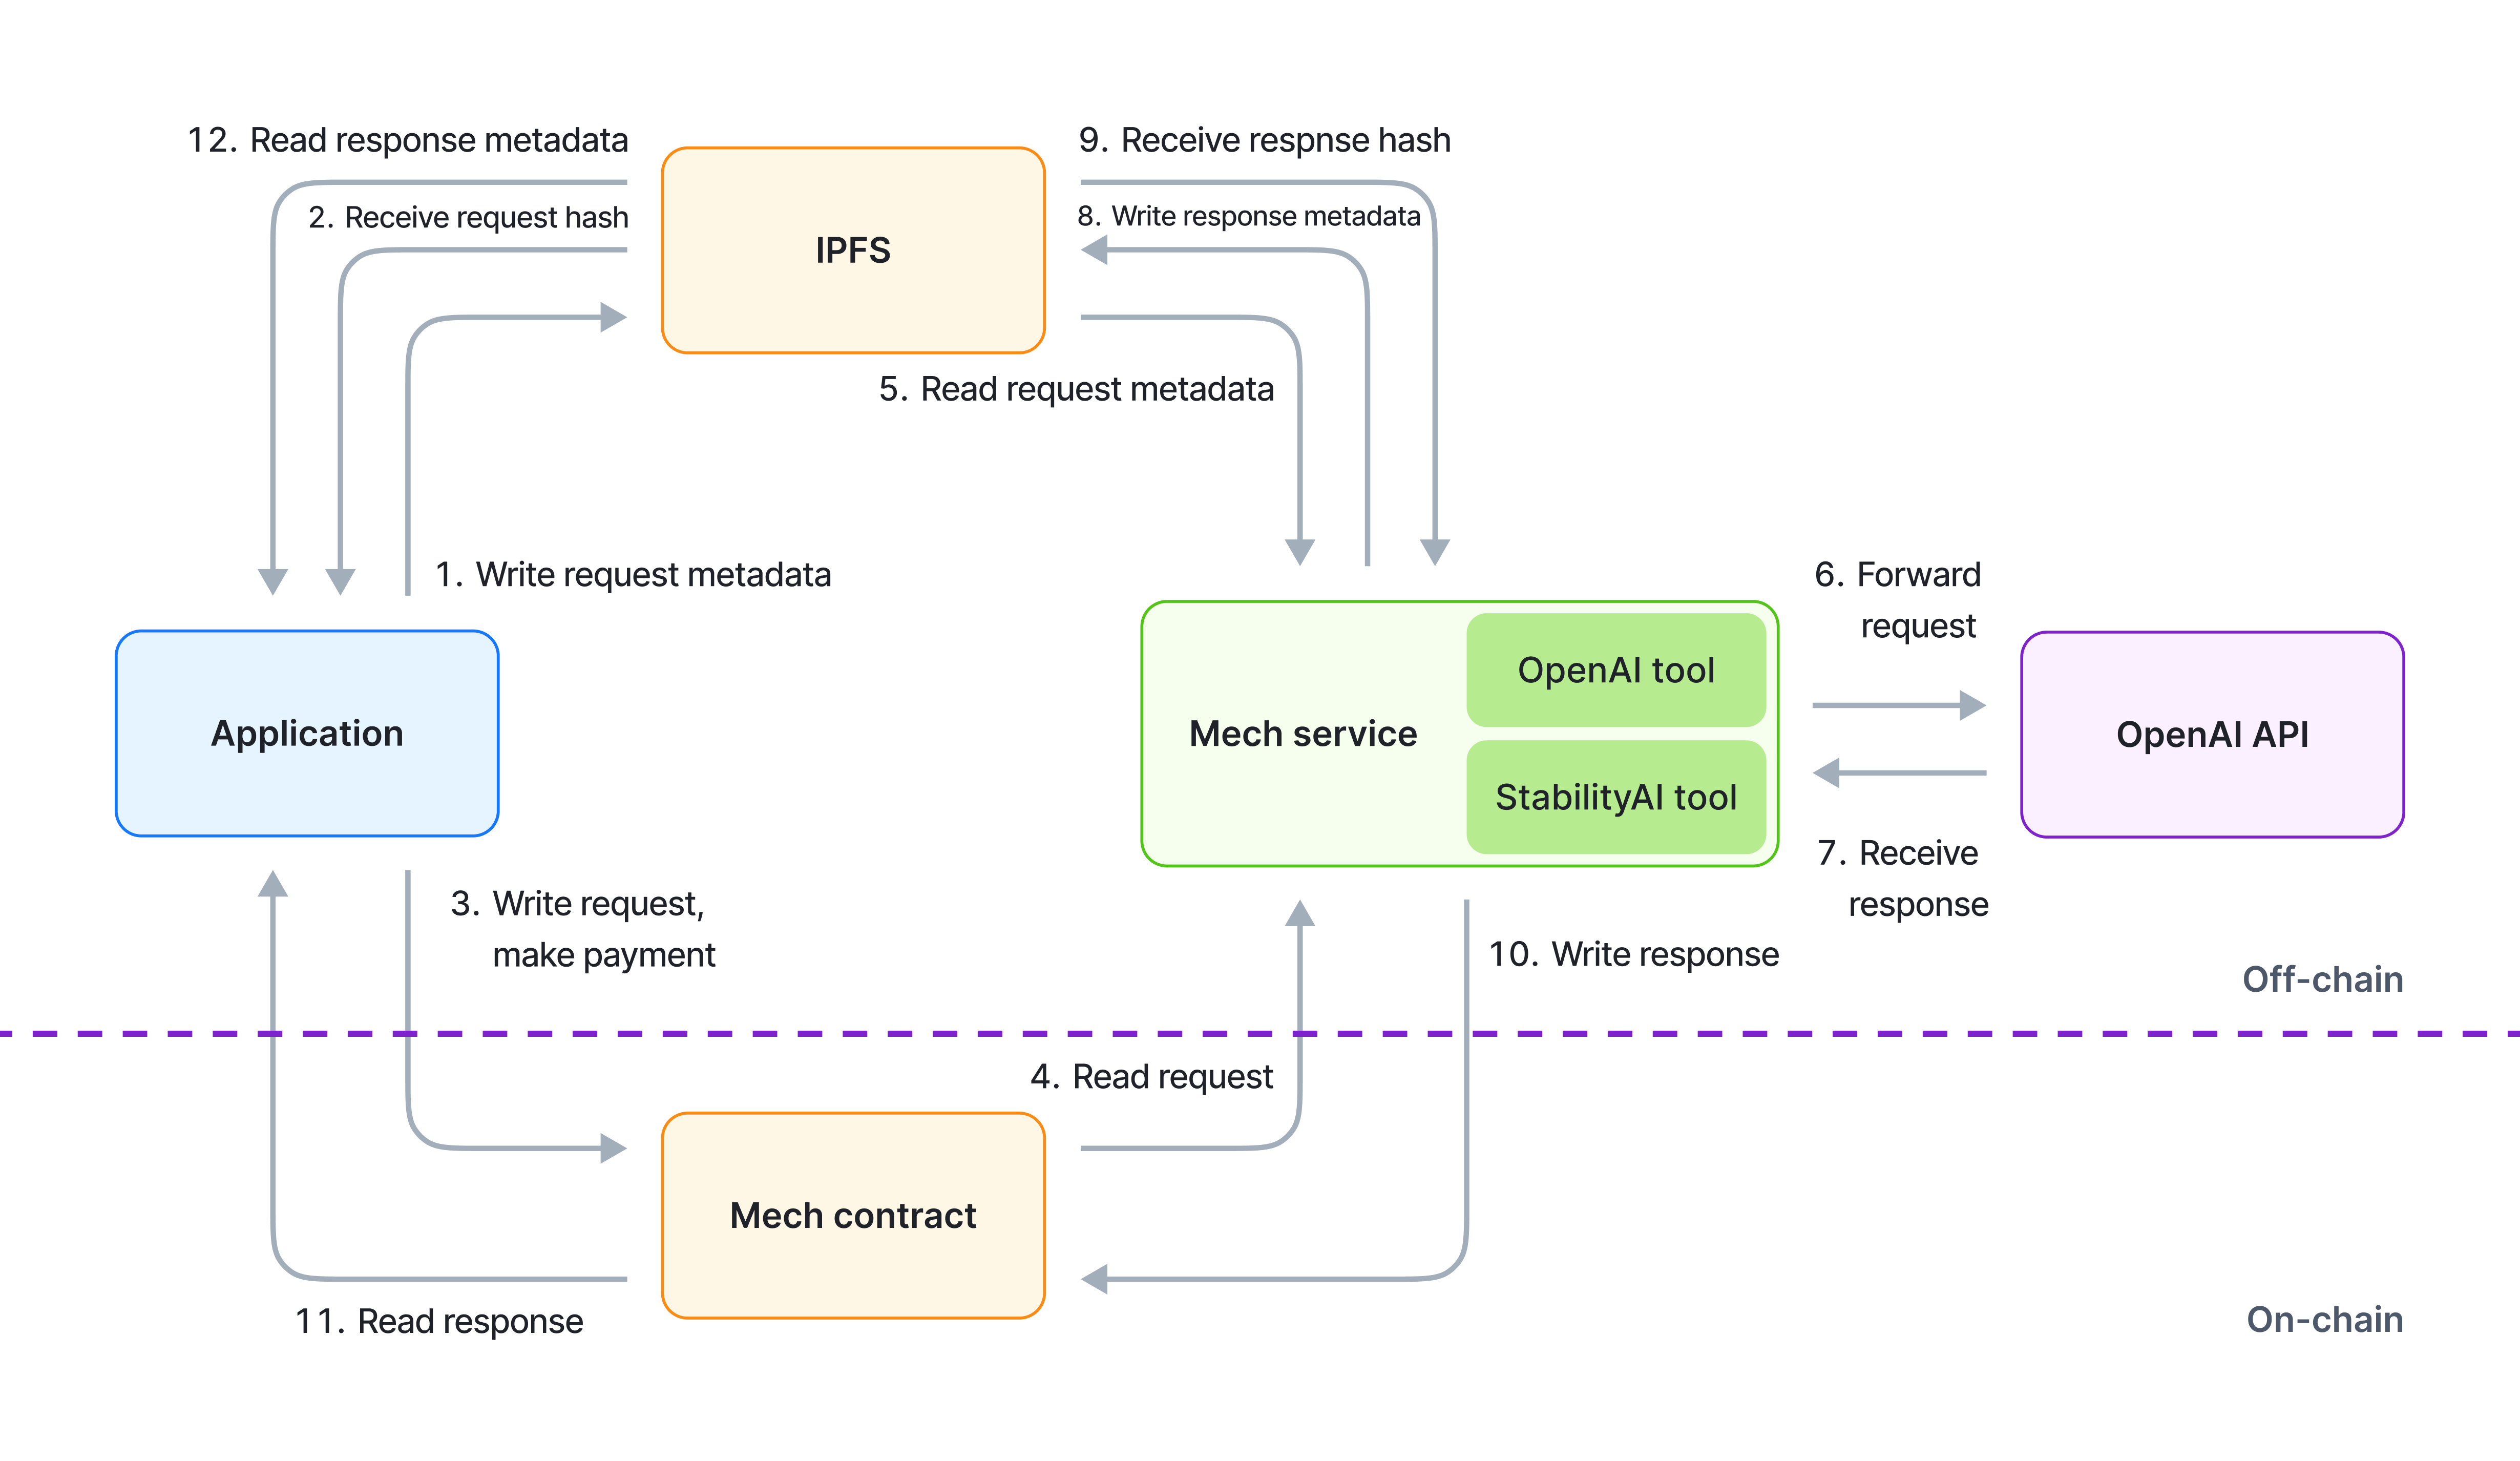 12. Read response metadata
9. Receive respnse hash
2. Receive request hash
8. Write response metadata
IPFS
5. Read request metadata
1. Write request metadata
6. Forward
request
OpenAI tool
Application
Mech service
OpenAI API
StabilityAI tool
7. Receive
response
3. Write request,
make payment
10. Write response
Off-chain
4. Read request
Mech contract
11. Read response
On-chain